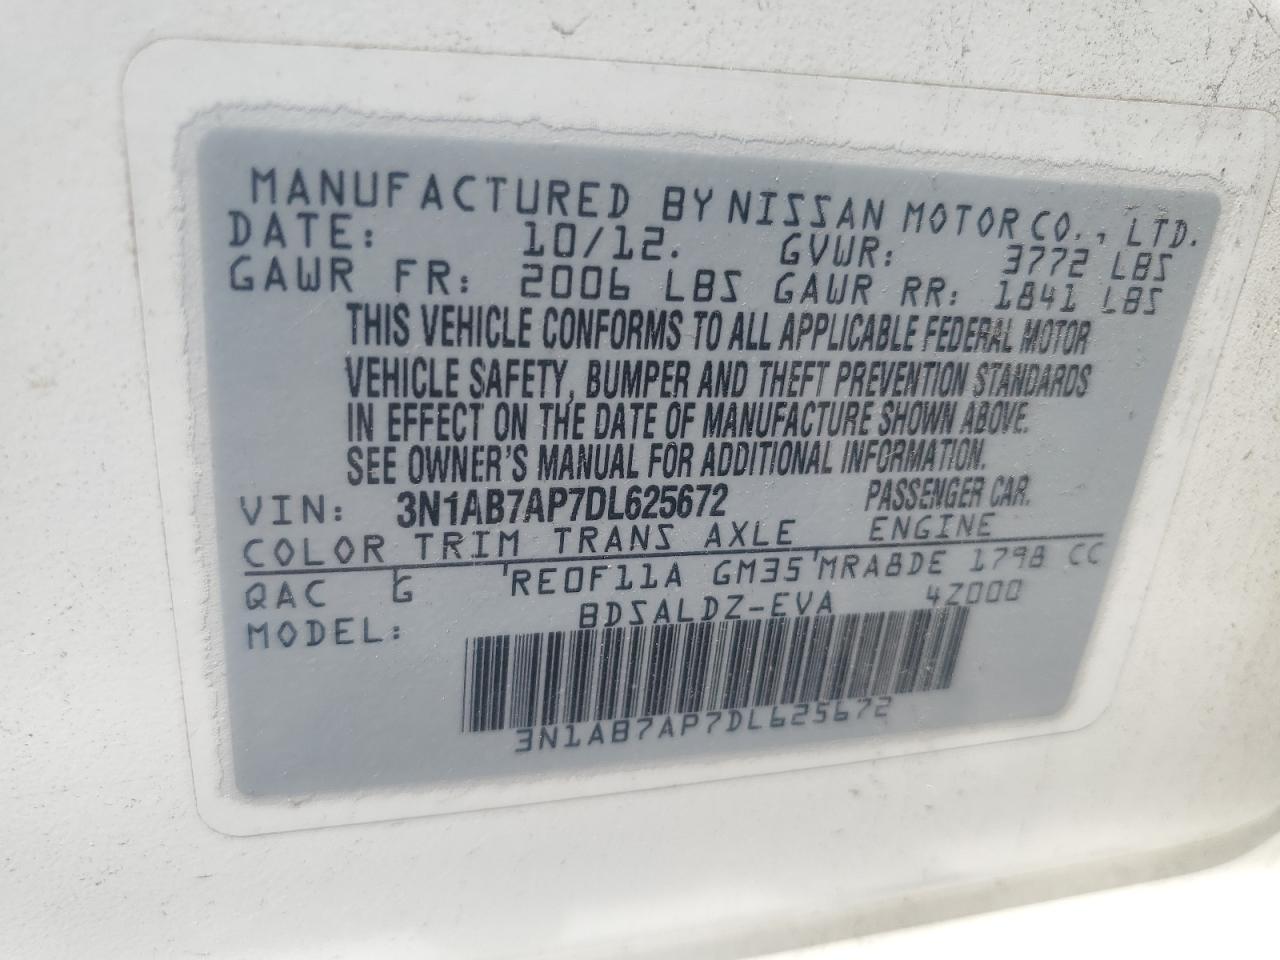 MANUFACTURED BY NISSAN MOTOR CO., LTD.
DATE: 10/12. GVWR: 3772 LBS
GAWR FR: 2006 LBS GAWR RR: 1841 LBS
THIS VEHICLE CONFORMS TO ALL APPLICABLE FEDERAL MOTOR
VEHICLE SAFETY, BUMPER AND THEFT PREVENTION STANDARDS
IN EFFECT ON THE DATE OF MANUFACTURE SHOWN ABOVE.
SEE OWNER'S MANUAL FOR ADDITIONAL INFORMATION.
VIN: 3N1AB7AP7DL625672 PASSENGER CAR.
COLOR TRIM TRANS AXLE ENGINE
QAC G RE0F11A GM35 MRA8DE 1798 CC
MODEL: BDSALDZ-EVA 4Z000
3N1AB7AP7DL625672